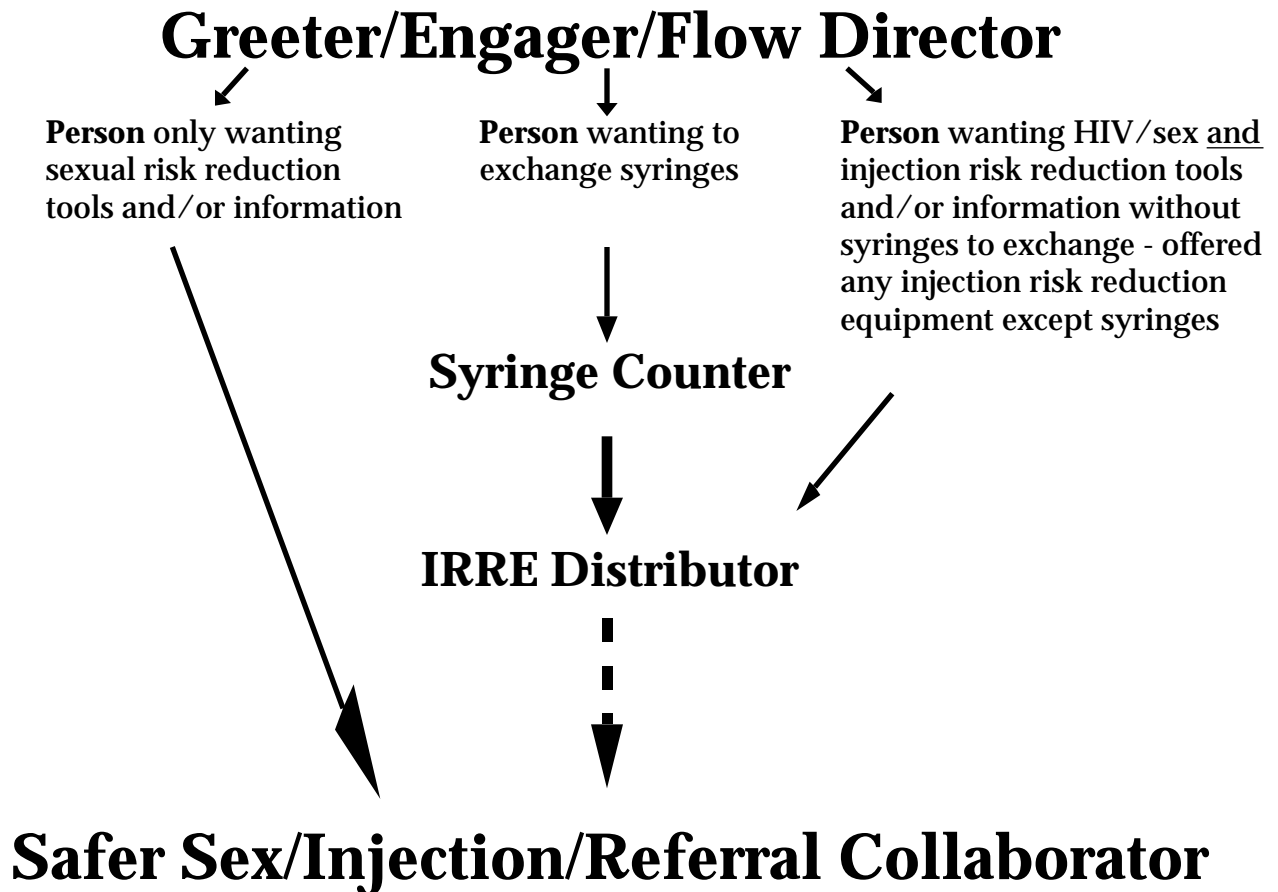 Greeter/Engager/Flow Director
Person only wanting
sexual risk reduction
tools and/or information
Person wanting to
exchange syringes
Person wanting HIV/sex and
injection risk reduction tools
and/or information without
syringes to exchange - offered
any injection risk reduction
equipment except syringes
Syringe Counter
IRRE Distributor
Safer Sex/Injection/Referral Collaborator